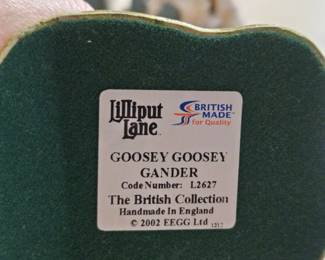 Lilliput
Lane
BRITISH
MADE
for Quality
GOOSEY GOOSEY
GANDER
Code Number: L2627
The British Collection
Handmade In England
© 2002 EEGG Ltd